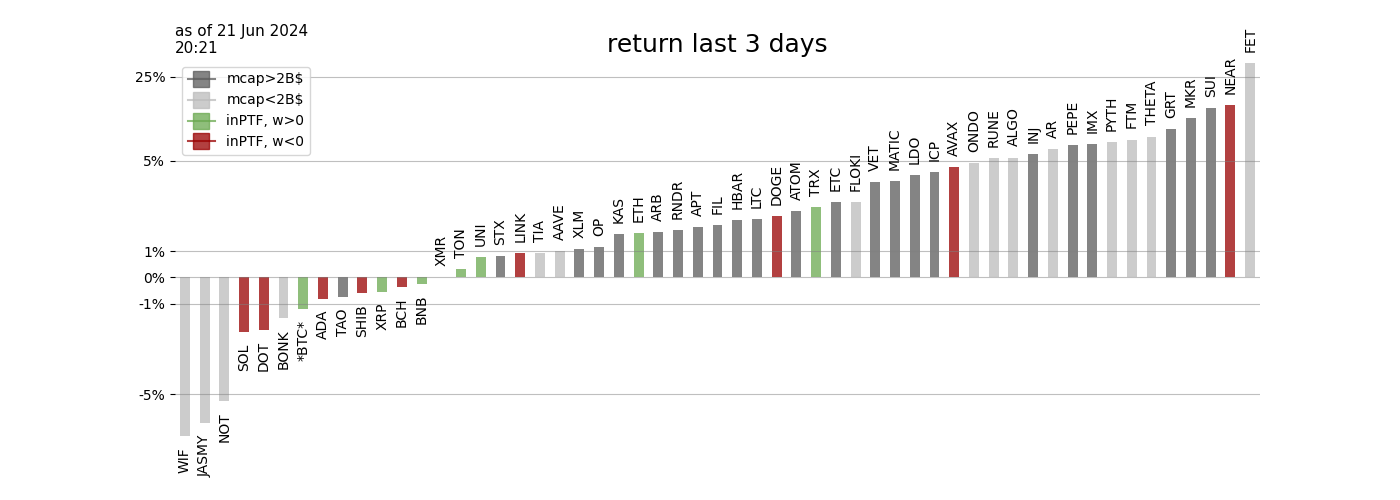 as of 21 Jun 2024
20:21
return last 3 days
mcap>2B$
mcap<2B$
inPTF, w>0
inPTF, w<0
25%
5%
1%
0%
-1%
-5%
WIF
JASMY
NOT
SOL
DOT
BONK
*BTC*
ADA
TAO
SHIB
XRP
BCH
BNB
XMR
TON
UNI
STX
LINK
TIA
AAVE
XLM
OP
KAS
ETH
ARB
RNDR
APT
FIL
HBAR
LTC
DOGE
ATOM
TRX
ETC
FLOKI
VET
MATIC
LDO
ICP
AVAX
ONDO
RUNE
ALGO
INJ
AR
PEPE
IMX
PYTH
FTM
THETA
GRT
MKR
SUI
NEAR
FET